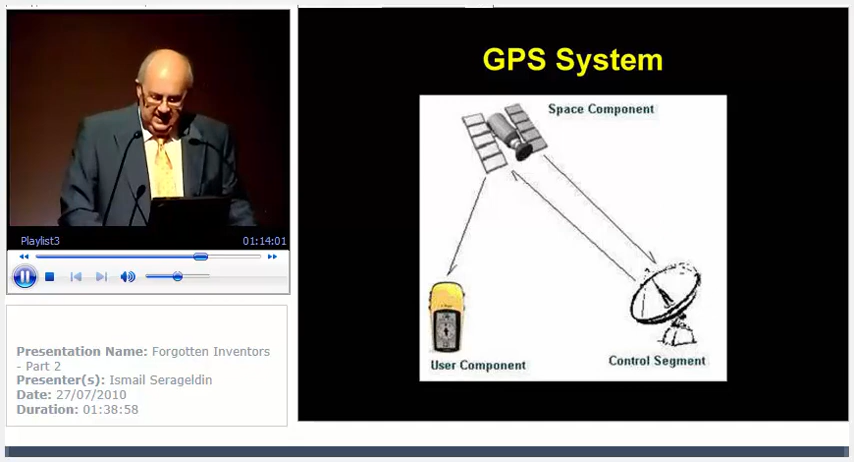 Playlist3 01:14:01
Presentation Name: Forgotten Inventors
- Part 2
Presenter(s): Ismail Serageldin
Date: 27/07/2010
Duration: 01:38:58
GPS System
Space Component
User Component
Control Segment